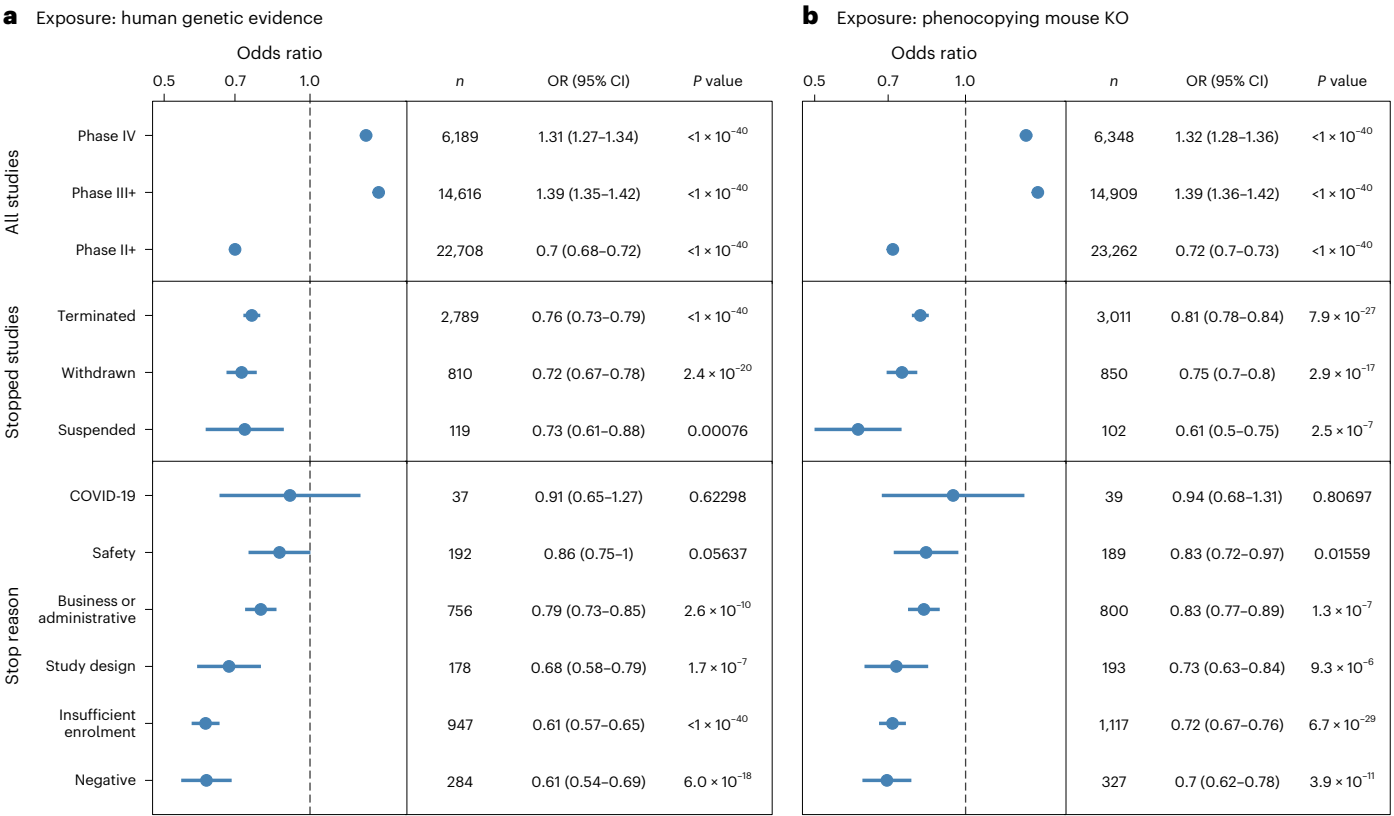 a Exposure: human genetic evidence
Odds ratio
0.5 0.7 1.0 n OR (95% CI) P value
All studies
Phase IV 6,189 1.31 (1.27–1.34) <1 × 10⁻⁴⁰
Phase III+ 14,616 1.39 (1.35–1.42) <1 × 10⁻⁴⁰
Phase II+ 22,708 0.7 (0.68–0.72) <1 × 10⁻⁴⁰
Stopped studies
Terminated 2,789 0.76 (0.73–0.79) <1 × 10⁻⁴⁰
Withdrawn 810 0.72 (0.67–0.78) 2.4 × 10⁻²⁰
Suspended 119 0.73 (0.61–0.88) 0.00076
Stop reason
COVID-19 37 0.91 (0.65–1.27) 0.62298
Safety 192 0.86 (0.75–1) 0.05637
Business or
administrative 756 0.79 (0.73–0.85) 2.6 × 10⁻¹⁰
Study design 178 0.68 (0.58–0.79) 1.7 × 10⁻⁷
Insufficient
enrolment 947 0.61 (0.57–0.65) <1 × 10⁻⁴⁰
Negative 284 0.61 (0.54–0.69) 6.0 × 10⁻¹⁸
b Exposure: phenocopying mouse KO
Odds ratio
0.5 0.7 1.0 n OR (95% CI) P value
6,348 1.32 (1.28–1.36) <1 × 10⁻⁴⁰
14,909 1.39 (1.36–1.42) <1 × 10⁻⁴⁰
23,262 0.72 (0.7–0.73) <1 × 10⁻⁴⁰
3,011 0.81 (0.78–0.84) 7.9 × 10⁻²⁷
850 0.75 (0.7–0.8) 2.9 × 10⁻¹⁷
102 0.61 (0.5–0.75) 2.5 × 10⁻⁷
39 0.94 (0.68–1.31) 0.80697
189 0.83 (0.72–0.97) 0.01559
800 0.83 (0.77–0.89) 1.3 × 10⁻⁷
193 0.73 (0.63–0.84) 9.3 × 10⁻⁶
1,117 0.72 (0.67–0.76) 6.7 × 10⁻²⁹
327 0.7 (0.62–0.78) 3.9 × 10⁻¹¹